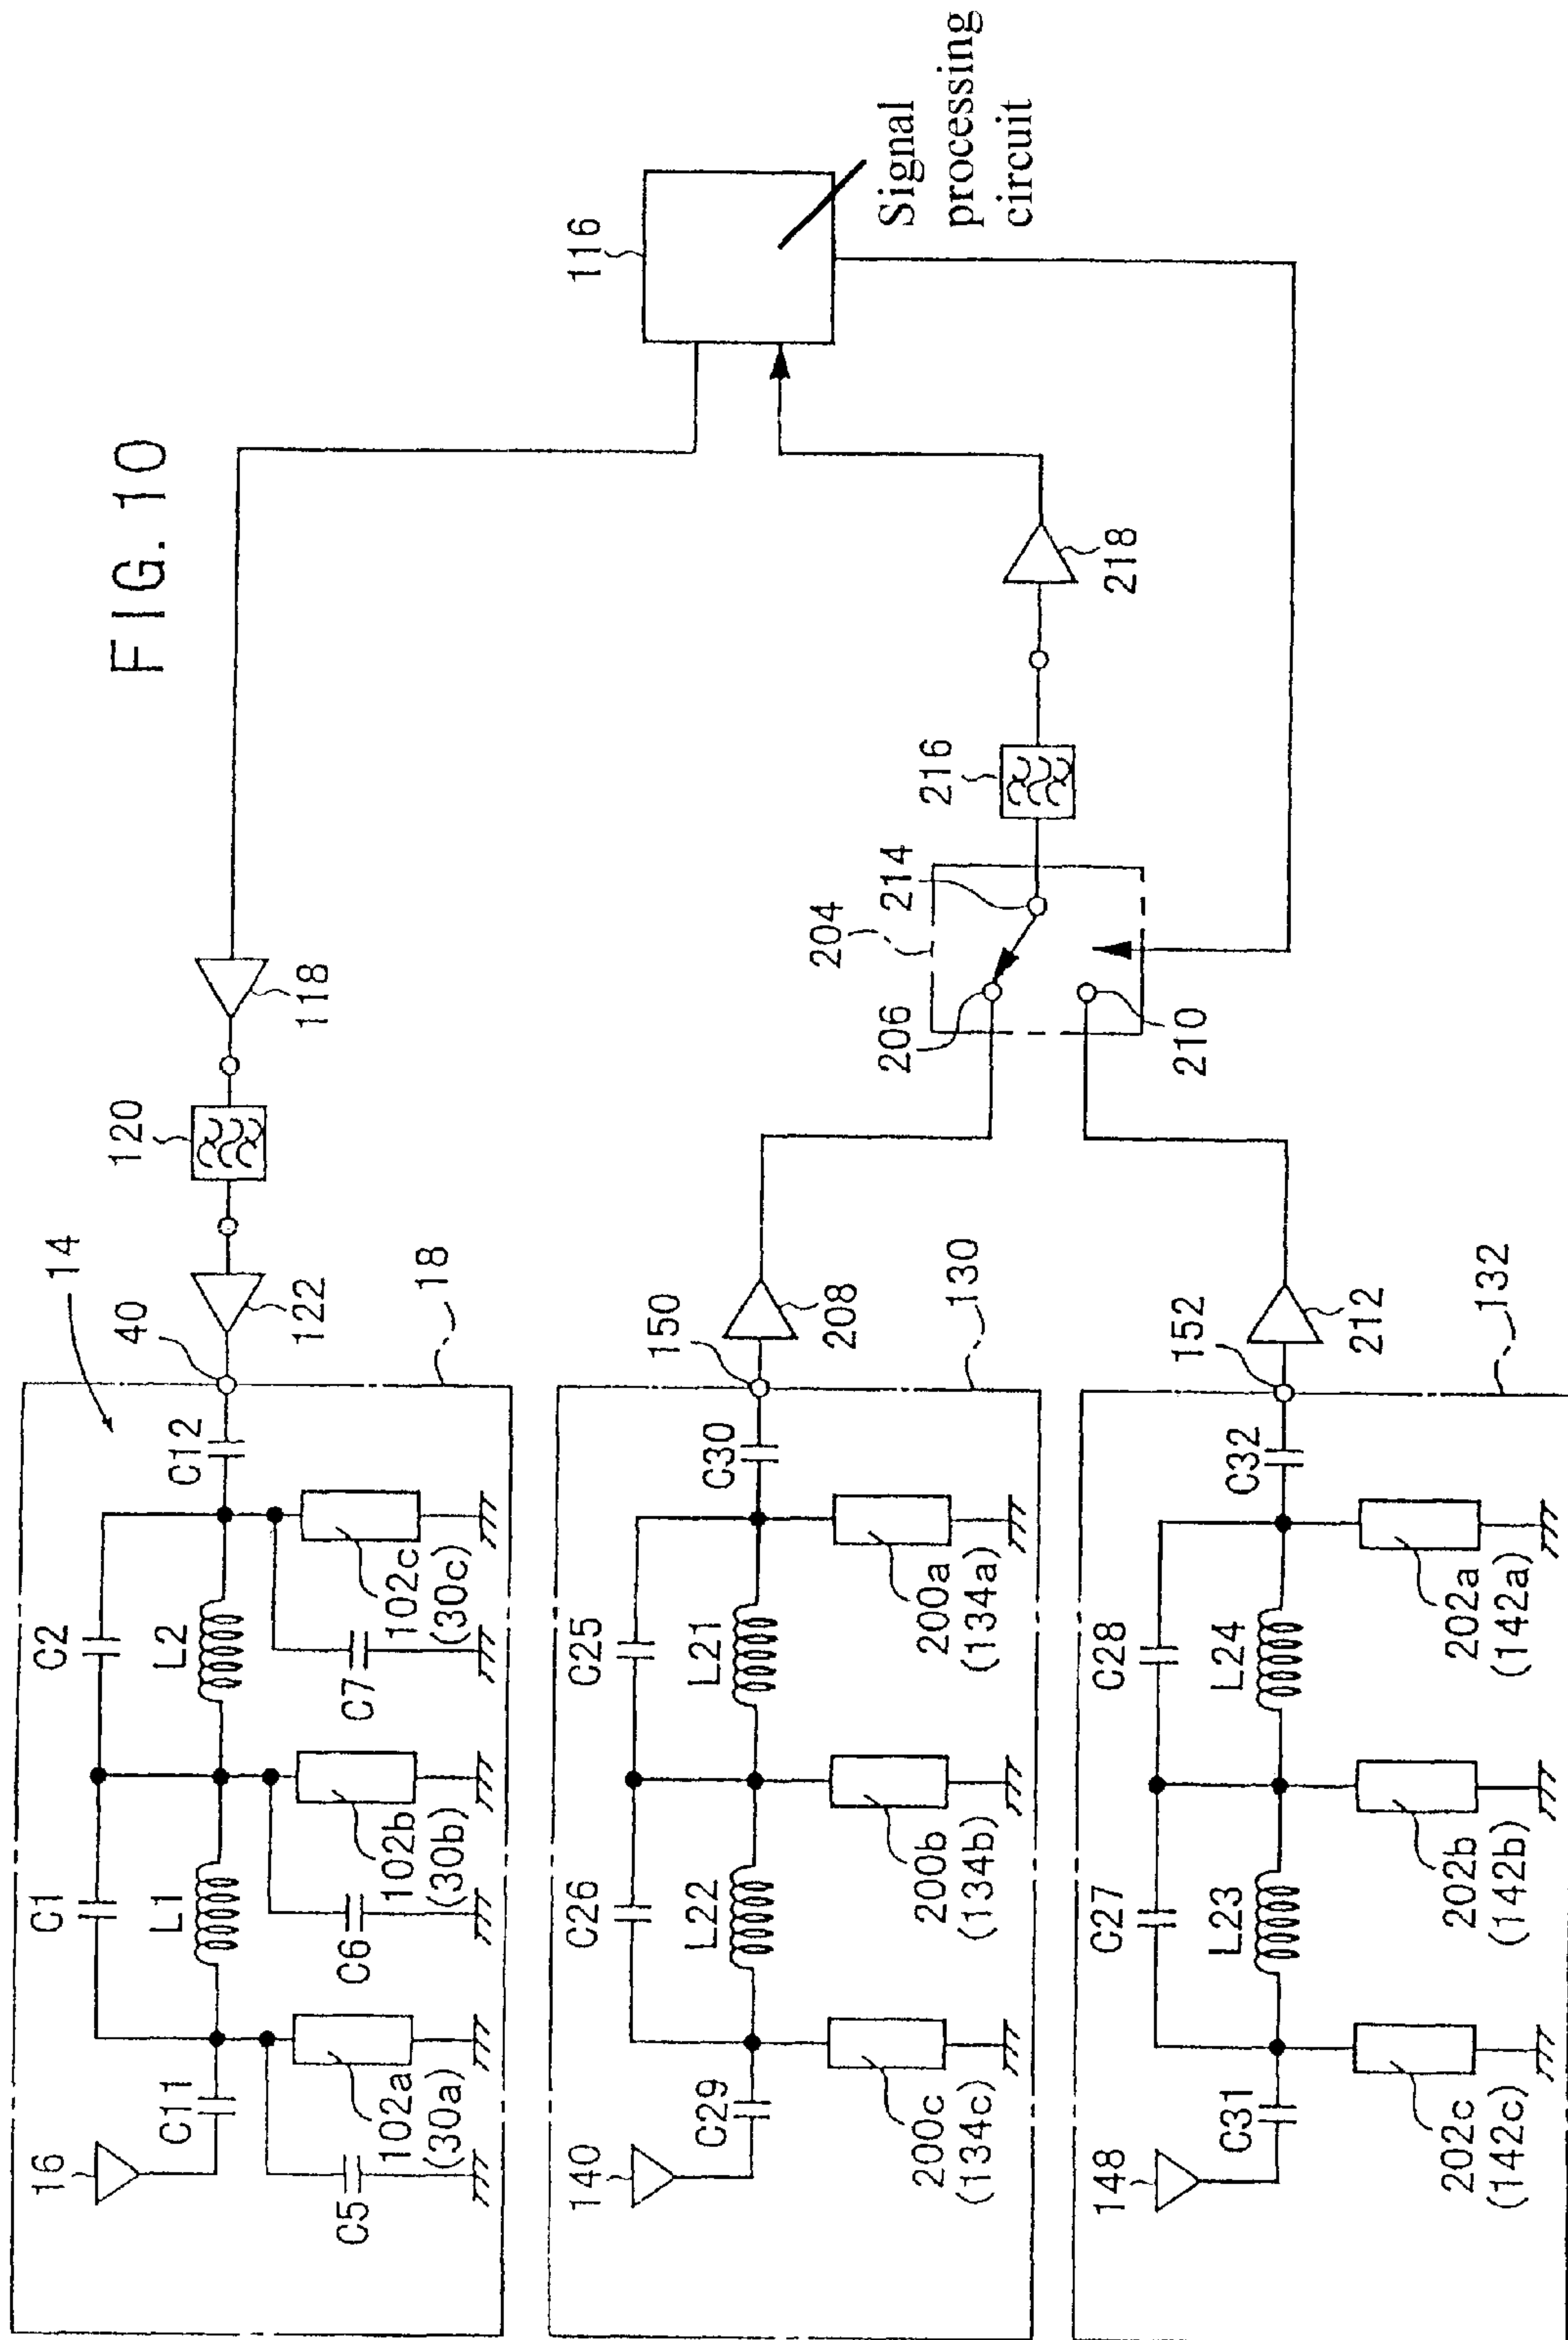 FIG. 10
16
C11
C1
L1
C2
L2
C12
14
40
122
120
118
116
Signal
processing
circuit
C5
102a
(30a)
C6
102b
(30b)
C7
102c
(30c)
18
140
C29
C26
L22
C25
L21
C30
150
208
200c
(134c)
200b
(134b)
200a
(134a)
130
206
204
214
210
216
218
148
C31
C27
L23
C28
L24
C32
152
212
202c
(142c)
202b
(142b)
202a
(142a)
132